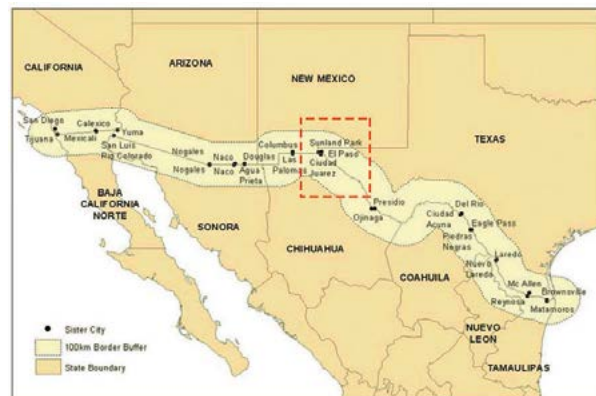 CALIFORNIA
ARIZONA
NEW MEXICO
TEXAS
San Diego
Tijuana
Calexico
Mexicali
Yuma
San Luis
Rio Colorado
Nogales
Nogales
Naco
Naco
Douglas
Agua
Prieta
Columbus
Las
Palomas
Sunland Park
El Paso
Ciudad
Juarez
Presidio
Ojinaga
Del Rio
Ciudad
Acuna
Eagle Pass
Piedras
Negras
Laredo
Nuevo
Laredo
Mc Allen
Reynosa
Brownsville
Matamoros
BAJA
CALIFORNIA
NORTE
SONORA
CHIHUAHUA
COAHUILA
NUEVO
LEON
TAMAULIPAS
Sister City
100km Border Buffer
State Boundary